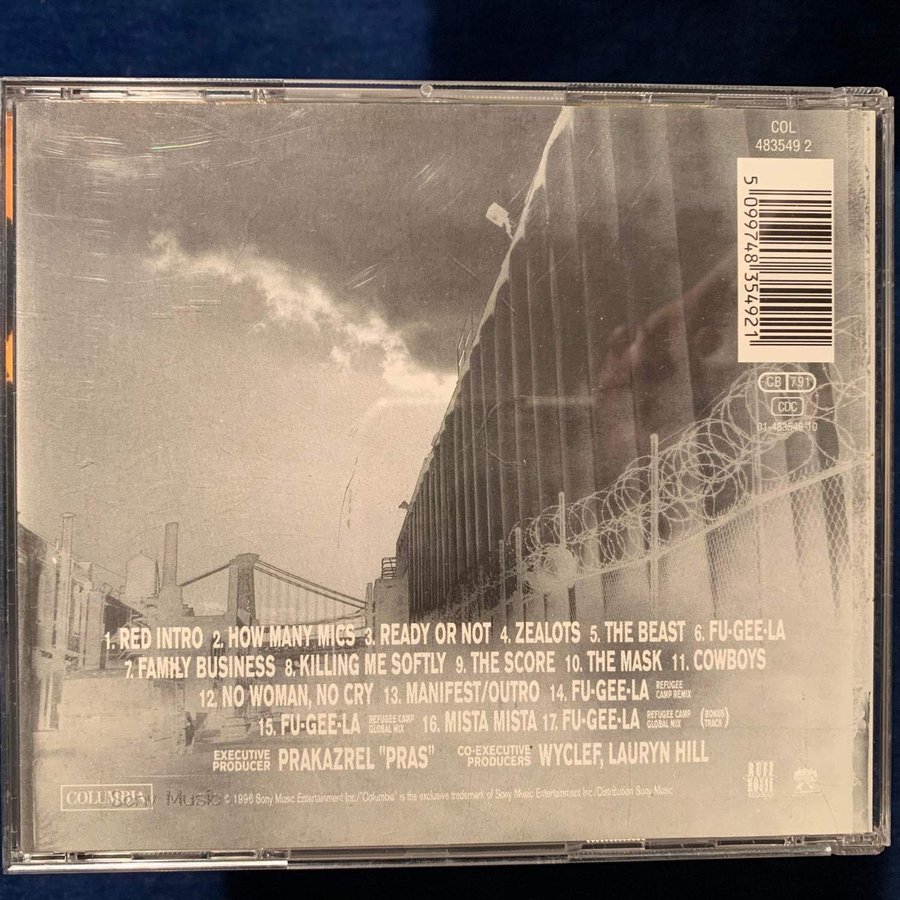 COL
483549 2
5 099748 354921
CB 791
CDC
01-483549-10
1. RED INTRO 2. HOW MANY MICS 3. READY OR NOT 4. ZEALOTS 5. THE BEAST 6. FU-GEE-LA
7. FAMILY BUSINESS 8. KILLING ME SOFTLY 9. THE SCORE 10. THE MASK 11. COWBOYS
12. NO WOMAN, NO CRY 13. MANIFEST/OUTRO 14. FU-GEE-LA REFUGEE CAMP REMIX
15. FU-GEE-LA REFUGEE CAMP GLOBAL MIX 16. MISTA MISTA 17. FU-GEE-LA REFUGEE CAMP GLOBAL MIX (BONUS TRACK)
EXECUTIVE PRODUCER PRAKAZREL "PRAS" CO-EXECUTIVE PRODUCERS WYCLEF, LAURYN HILL
COLUMBIA Sony Music © 1996 Sony Music Entertainment Inc./"Columbia" is the exclusive trademark of Sony Music Entertainment Inc./Distribution Sony Music
RUFF HOUSE